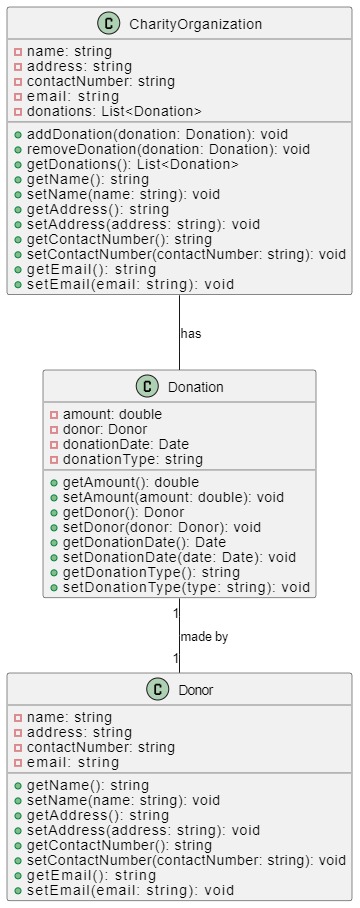 C CharityOrganization
name: string
address: string
contactNumber: string
email: string
donations: List<Donation>
addDonation(donation: Donation): void
removeDonation(donation: Donation): void
getDonations(): List<Donation>
getName(): string
setName(name: string): void
getAddress(): string
setAddress(address: string): void
getContactNumber(): string
setContactNumber(contactNumber: string): void
getEmail(): string
setEmail(email: string): void
has
C Donation
amount: double
donor: Donor
donationDate: Date
donationType: string
getAmount(): double
setAmount(amount: double): void
getDonor(): Donor
setDonor(donor: Donor): void
getDonationDate(): Date
setDonationDate(date: Date): void
getDonationType(): string
setDonationType(type: string): void
1
made by
1
C Donor
name: string
address: string
contactNumber: string
email: string
getName(): string
setName(name: string): void
getAddress(): string
setAddress(address: string): void
getContactNumber(): string
setContactNumber(contactNumber: string): void
getEmail(): string
setEmail(email: string): void